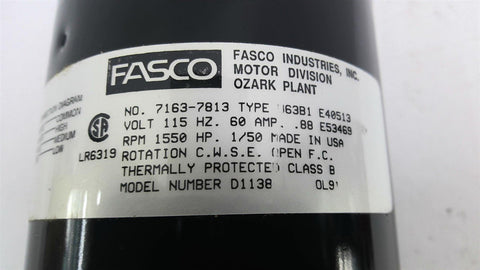 FASCO
FASCO INDUSTRIES, INC.
MOTOR DIVISION
OZARK PLANT
DIAGRAM
COMMON
HIGH
MEDIUM
LOW
LR6319
NO. 7163-7813 TYPE U63B1 E40513
VOLT 115 HZ. 60 AMP. .88 E53469
RPM 1550 HP. 1/50 MADE IN USA
ROTATION C.W.S.E. OPEN F.C.
THERMALLY PROTECTED CLASS B
MODEL NUMBER D1138